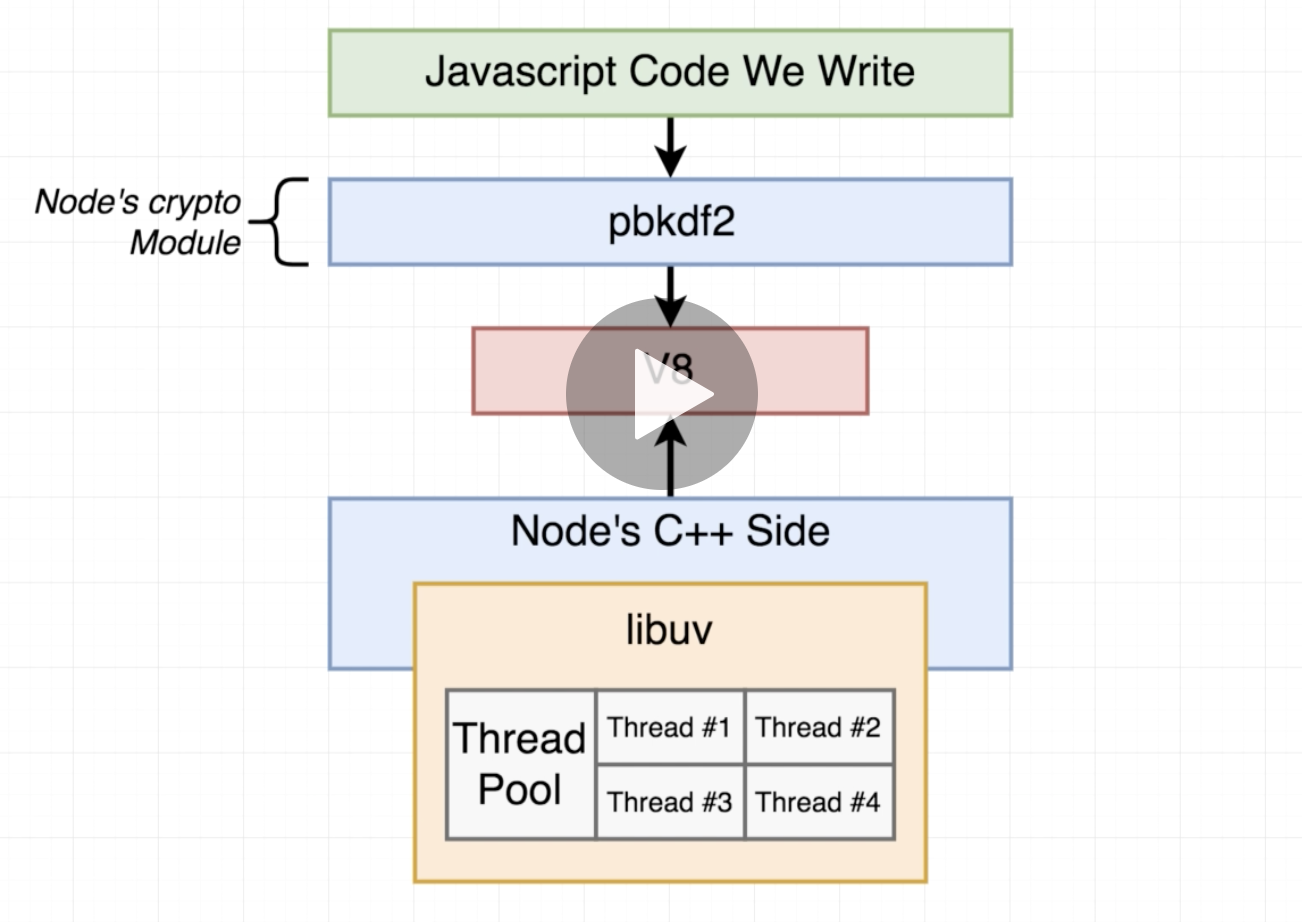 Javascript Code We Write
Node's crypto
Module
pbkdf2
V8
Node's C++ Side
libuv
Thread
Pool
Thread #1
Thread #2
Thread #3
Thread #4